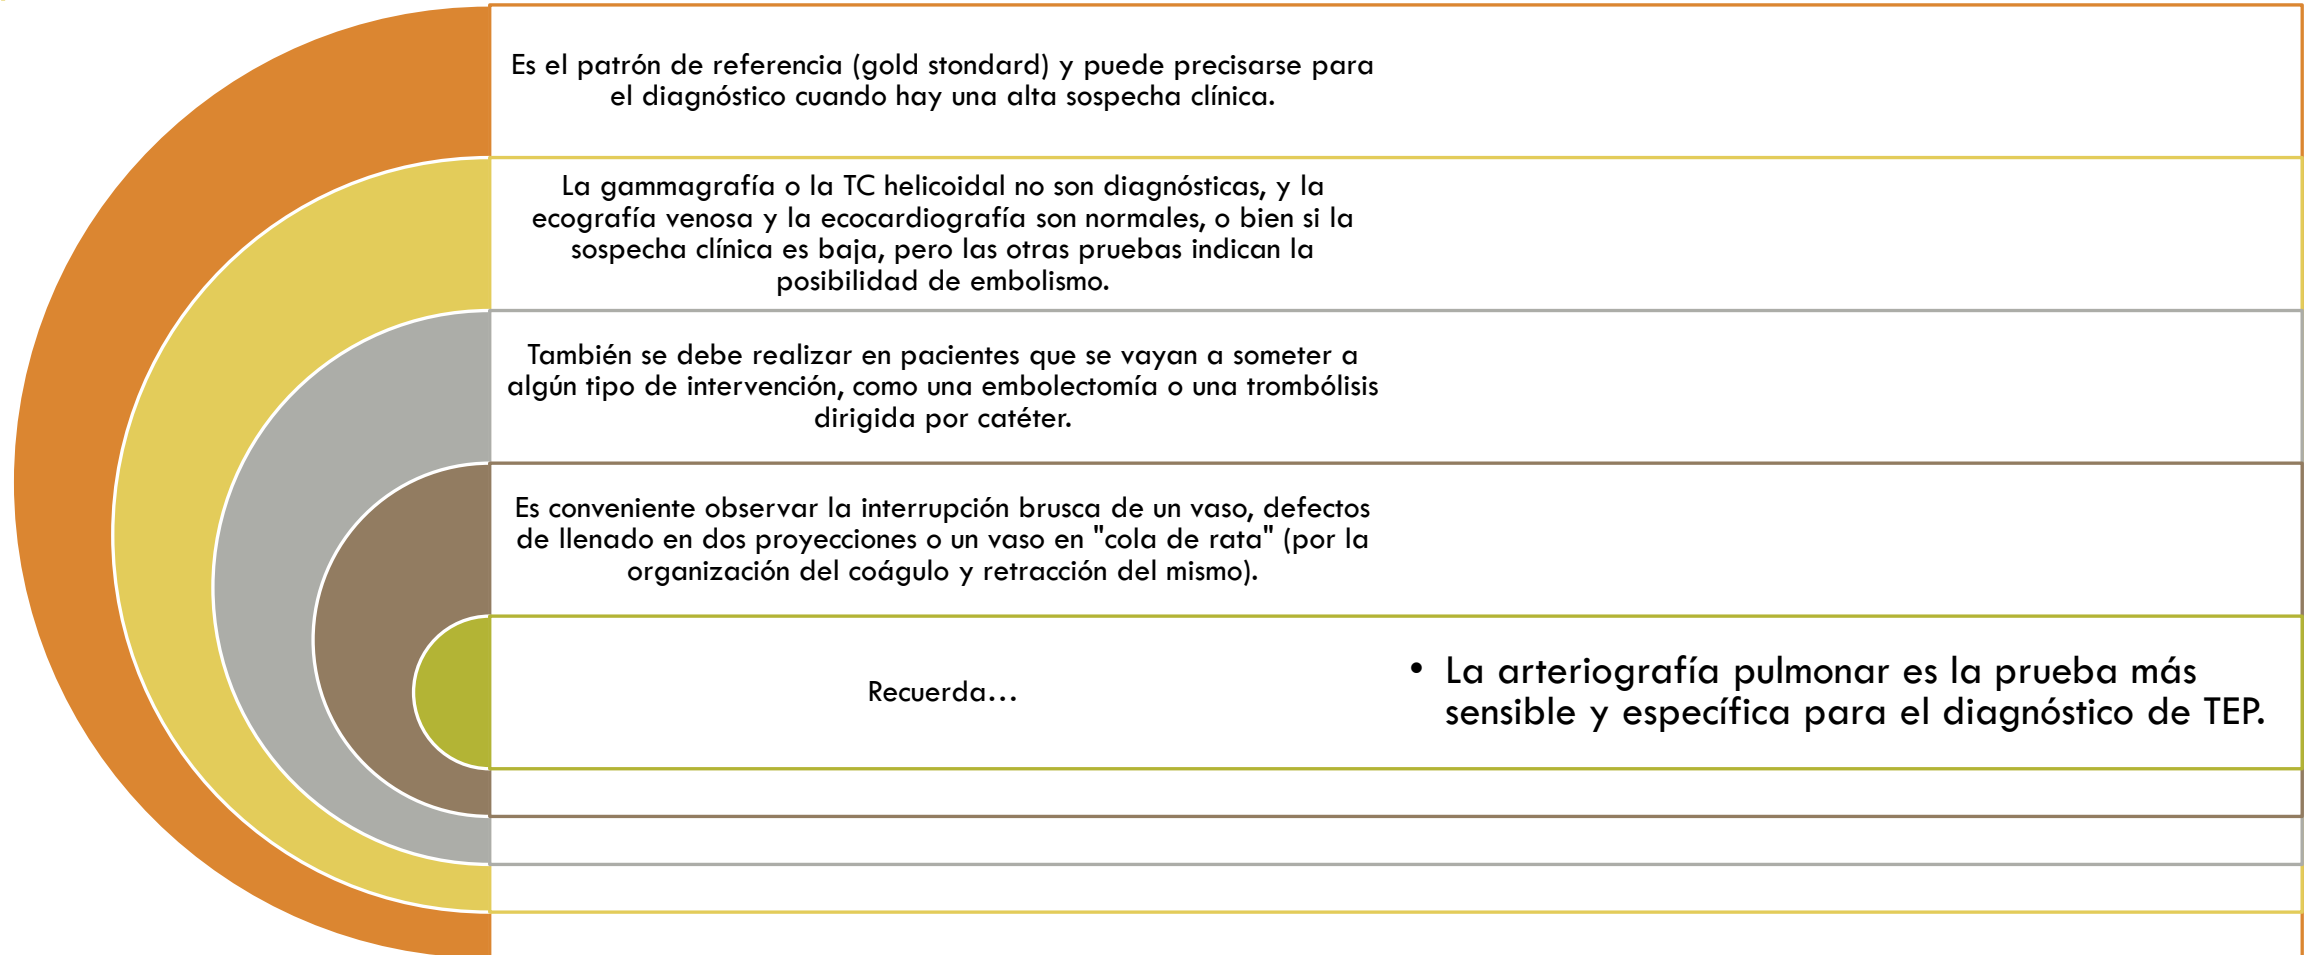 Es el patrón de referencia (gold stondard) y puede precisarse para
el diagnóstico cuando hay una alta sospecha clínica.
La gammagrafía o la TC helicoidal no son diagnósticas, y la
ecografía venosa y la ecocardiografía son normales, o bien si la
sospecha clínica es baja, pero las otras pruebas indican la
posibilidad de embolismo.
También se debe realizar en pacientes que se vayan a someter a
algún tipo de intervención, como una embolectomía o una trombólisis
dirigida por catéter.
Es conveniente observar la interrupción brusca de un vaso, defectos
de llenado en dos proyecciones o un vaso en "cola de rata" (por la
organización del coágulo y retracción del mismo).
Recuerda...
• La arteriografía pulmonar es la prueba más
sensible y específica para el diagnóstico de TEP.